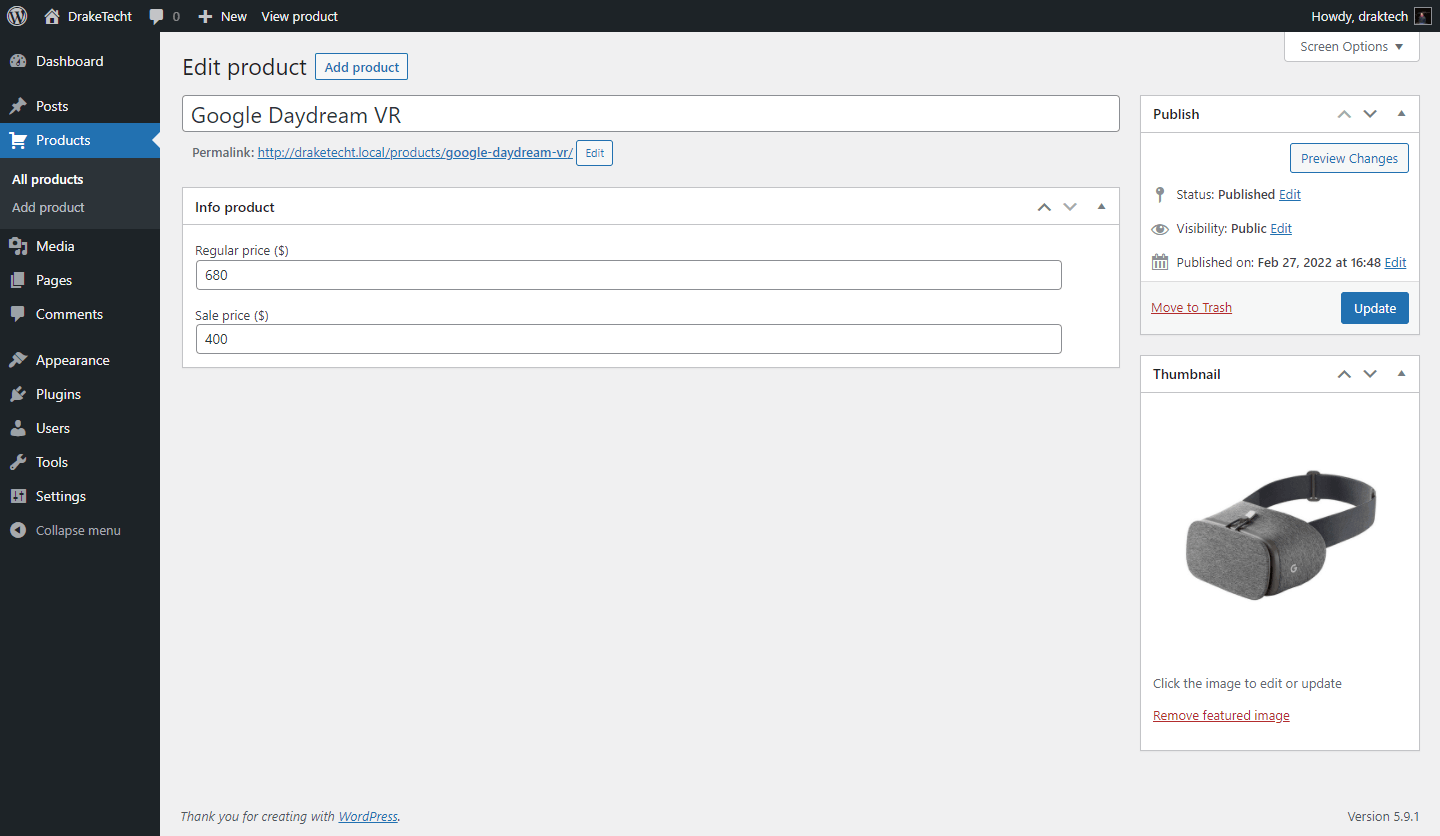 DrakeTecht 0 New View product Howdy, draktech
Screen Options
Dashboard
Posts
Products
All products
Add product
Media
Pages
Comments
Appearance
Plugins
Users
Tools
Settings
Collapse menu
Edit product Add product
Google Daydream VR
Permalink: http://draketecht.local/products/google-daydream-vr/ Edit
Info product
Regular price ($)
680
Sale price ($)
400
Publish
Preview Changes
Status: Published Edit
Visibility: Public Edit
Published on: Feb 27, 2022 at 16:48 Edit
Move to Trash Update
Thumbnail
G
Click the image to edit or update
Remove featured image
Thank you for creating with WordPress.
Version 5.9.1